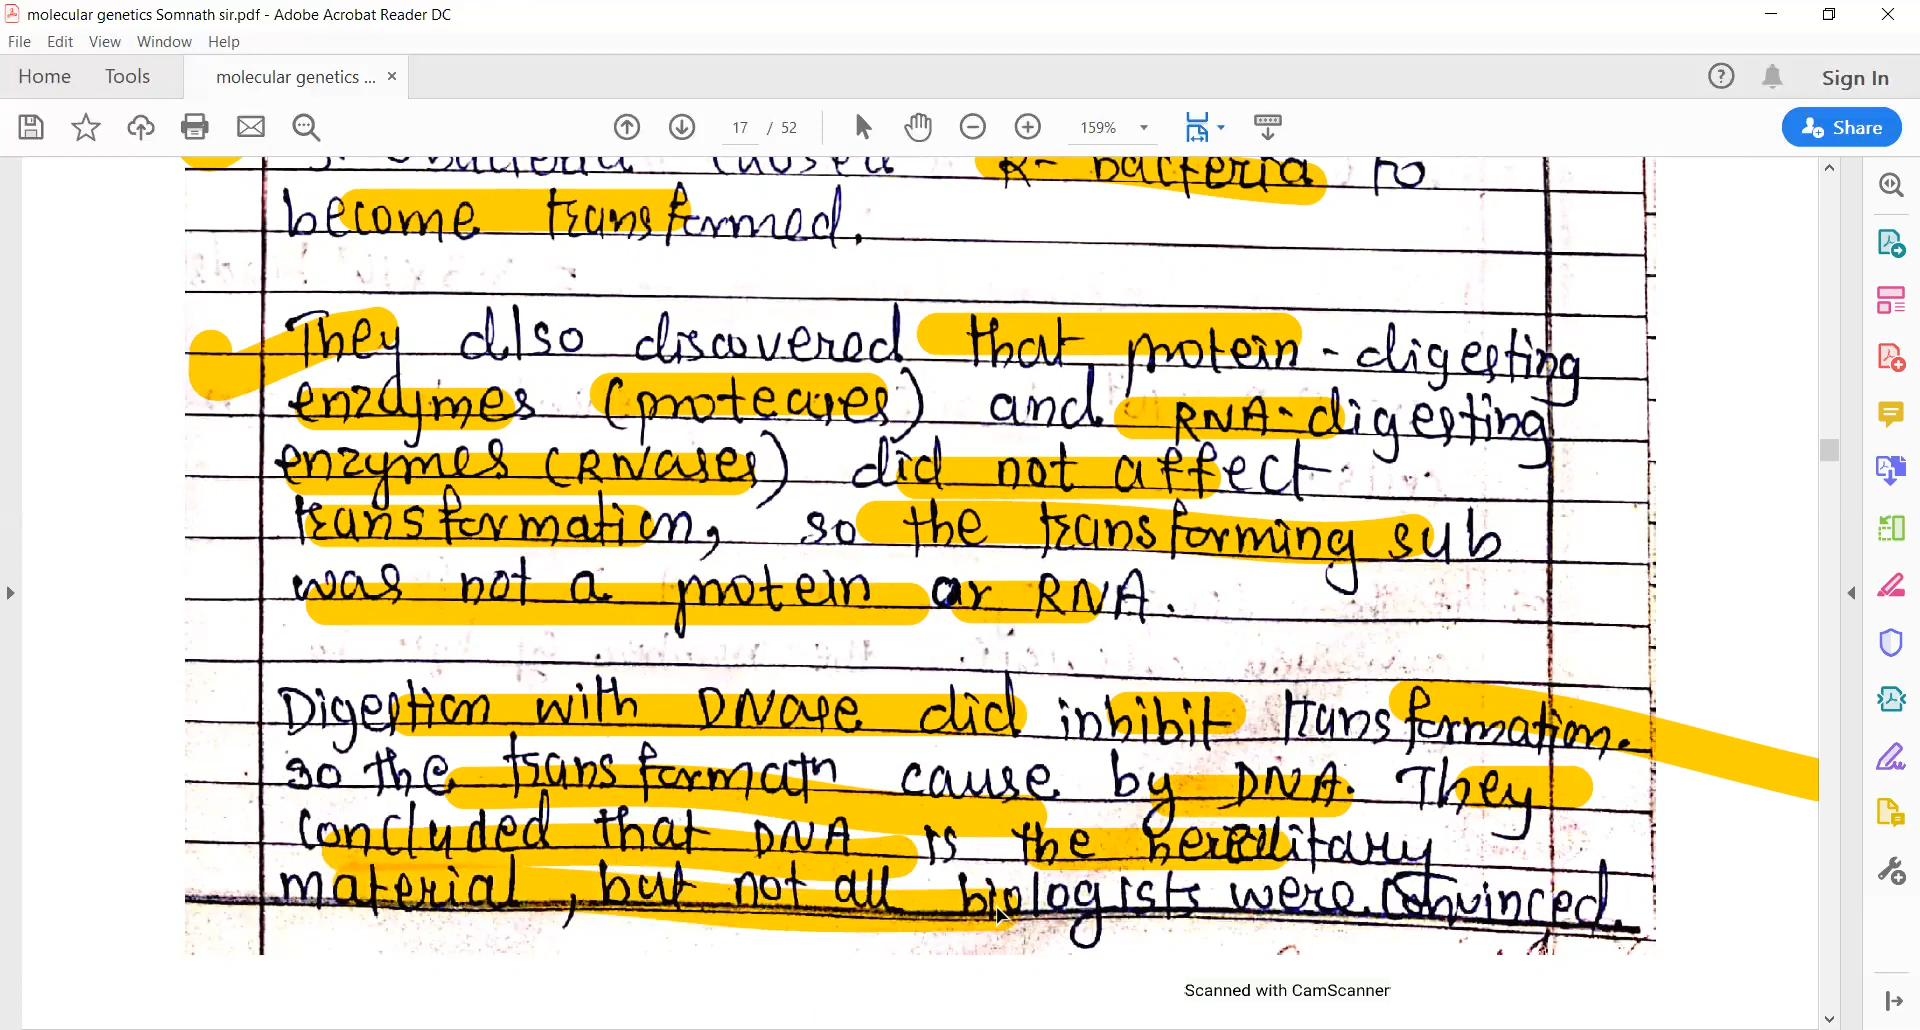 molecular genetics Somnath sir.pdf - Adobe Acrobat Reader DC
File Edit View Window Help
Home Tools molecular genetics ... × Sign In
17 / 52 159% Share
R- bacteria to
become transformed.
They also discovered that protein-digesting
enzdymes (proteases) and RNA-digesting
enzymes (RNases) did not affect
transformation, so the transforming sub
was not a protein or RNA.
Digestion with DNase did inhibit transformation.
so the transformatn cause by DNA. They
concluded that DNA is the hereditary
material, but not all biologists were convinced.
Scanned with CamScanner